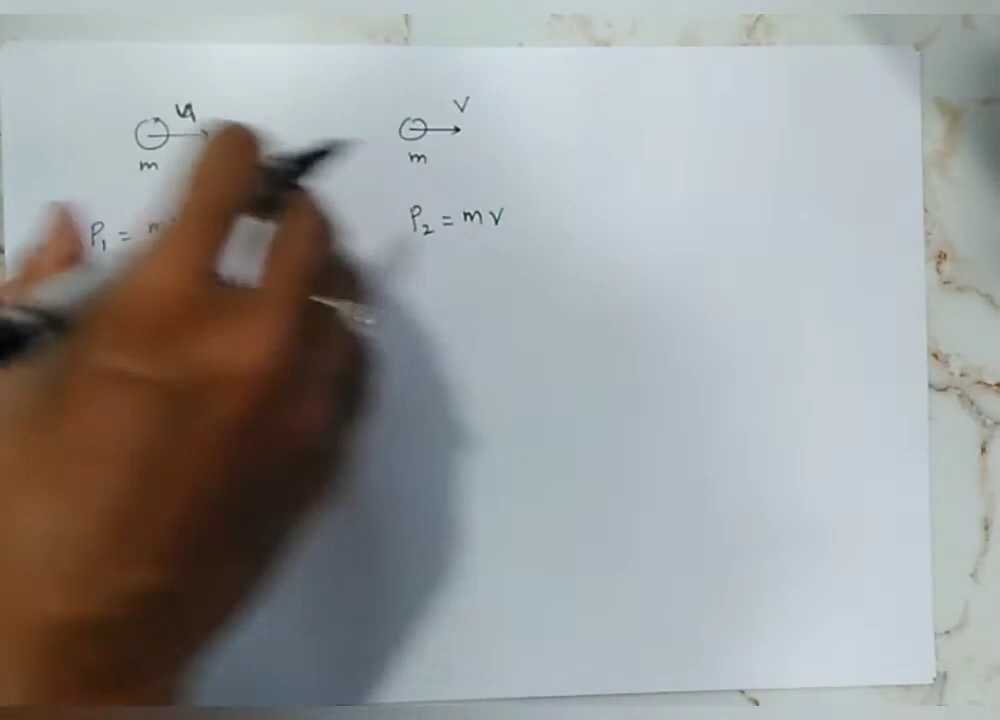 u v
m m
P₁ = m P₂ = mv